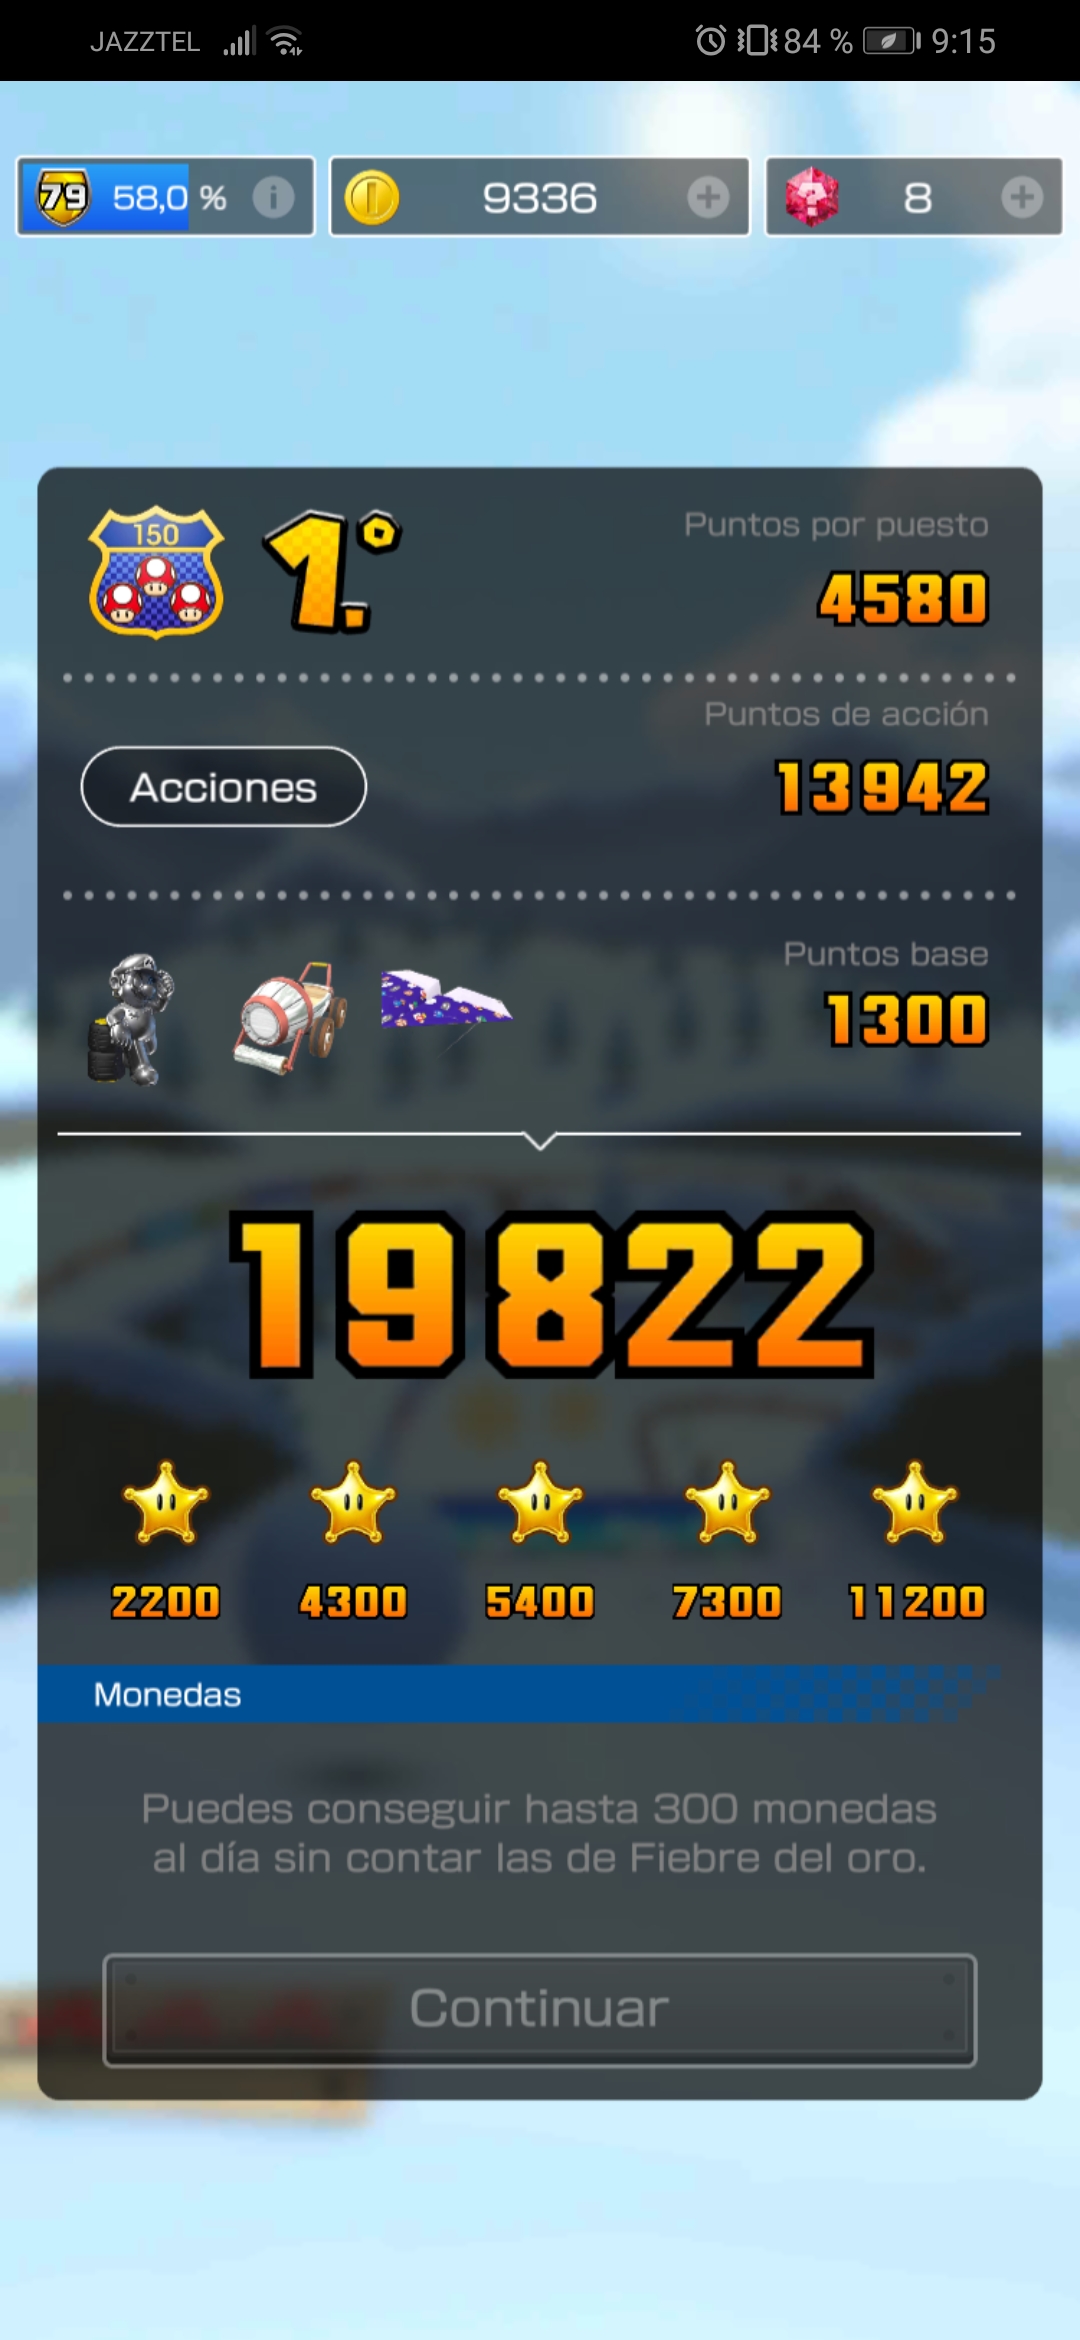 JAZZTEL 84 % 9:15
79 58,0 % i 9336 + 8 +
150 1.º Puntos por puesto
4580
Puntos de acción
Acciones 13942
Puntos base
1300
19822
2200 4300 5400 7300 11200
Monedas
Puedes conseguir hasta 300 monedas
al día sin contar las de Fiebre del oro.
Continuar